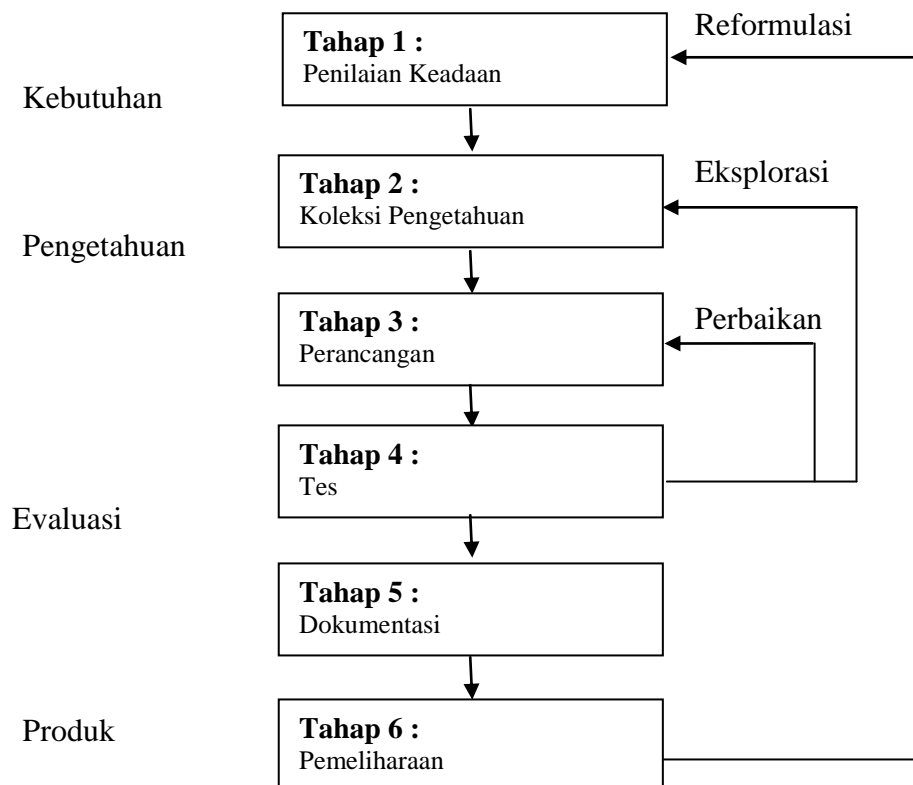 Reformulasi
Tahap 1 :
Penilaian Keadaan
Kebutuhan
Tahap 2 :
Koleksi Pengetahuan
Eksplorasi
Pengetahuan
Tahap 3 :
Perancangan
Perbaikan
Tahap 4 :
Tes
Evaluasi
Tahap 5 :
Dokumentasi
Produk
Tahap 6 :
Pemeliharaan